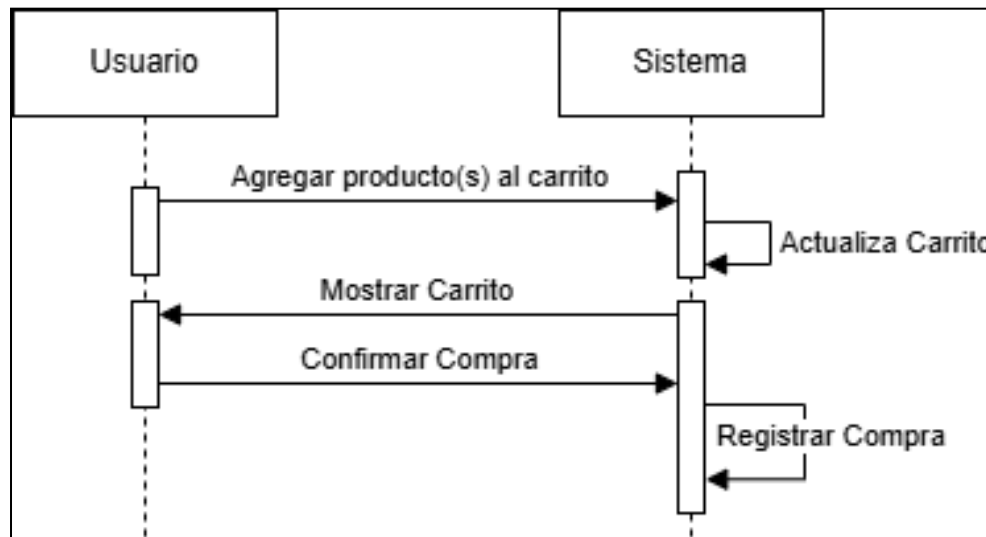 Usuario
Sistema
Agregar producto(s) al carrito
Actualiza Carrito
Mostrar Carrito
Confirmar Compra
Registrar Compra